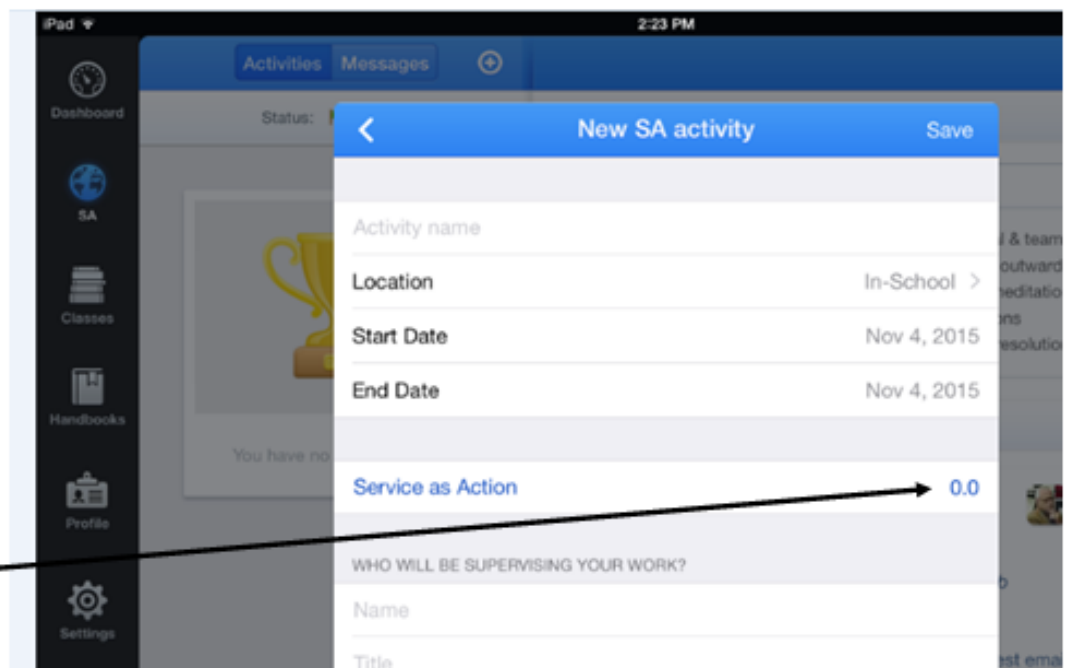 iPad 2:23 PM
Activities Messages
Dashboard
Status:
New SA activity Save
SA
Activity name
Location In-School
Start Date Nov 4, 2015
End Date Nov 4, 2015
Classes
Handbooks
You have no
Service as Action 0.0
Profile
WHO WILL BE SUPERVISING YOUR WORK?
Name
Settings
Title
& team
outward